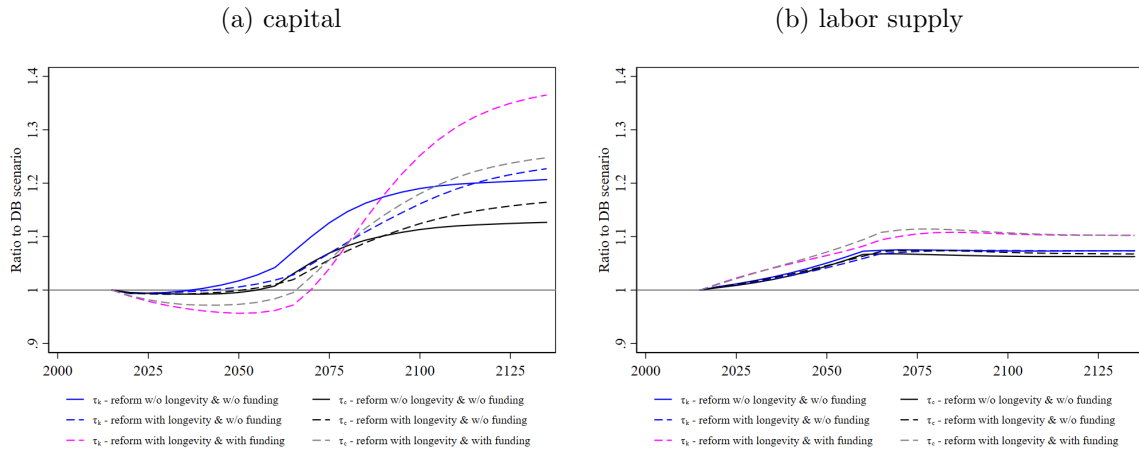 (a) capital
(b) labor supply
Ratio to DB scenario
1.4
1.3
1.2
1.1
1
.9
2000 2025 2050 2075 2100 2125
τk - reform w/o longevity & w/o funding
τc - reform w/o longevity & w/o funding
τk - reform with longevity & w/o funding
τc - reform with longevity & w/o funding
τk - reform with longevity & with funding
τc - reform with longevity & with funding
Ratio to DB scenario
1.4
1.3
1.2
1.1
1
.9
2000 2025 2050 2075 2100 2125
τk - reform w/o longevity & w/o funding
τc - reform w/o longevity & w/o funding
τk - reform with longevity & w/o funding
τc - reform with longevity & w/o funding
τk - reform with longevity & with funding
τc - reform with longevity & with funding